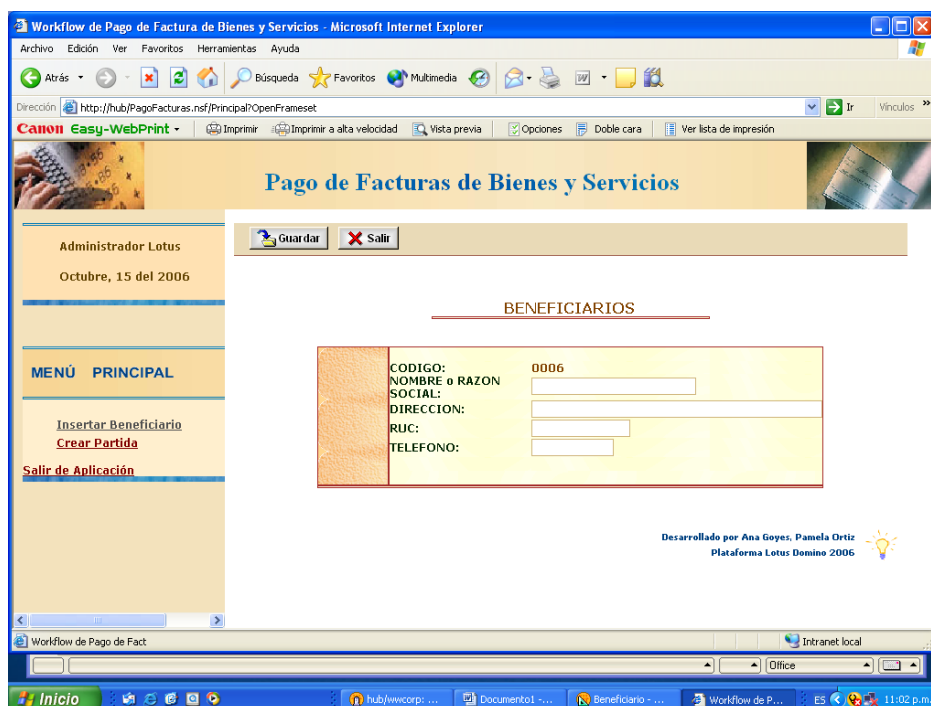 Workflow de Pago de Factura de Bienes y Servicios - Microsoft Internet Explorer
Archivo Edición Ver Favoritos Herramientas Ayuda
Atrás Búsqueda Favoritos Multimedia
Dirección http://hub/PagoFacturas.nsf/Principal?OpenFrameset Ir Vínculos »
Canon Easy-WebPrint Imprimir Imprimir a alta velocidad Vista previa Opciones Doble cara Ver lista de impresión
Pago de Facturas de Bienes y Servicios
Guardar Salir
Administrador Lotus
Octubre, 15 del 2006
BENEFICIARIOS
MENÚ PRINCIPAL
Insertar Beneficiario
Crear Partida
Salir de Aplicación
CODIGO: 0006
NOMBRE o RAZON
SOCIAL:
DIRECCION:
RUC:
TELEFONO:
Desarrollado por Ana Goyes, Pamela Ortiz
Plataforma Lotus Domino 2006
Workflow de Pago de Fact Intranet local
Office
Inicio hub/wwcorp: ... Documento1 -... Beneficiario - ... Workflow de P... ES 11:02 p.m.